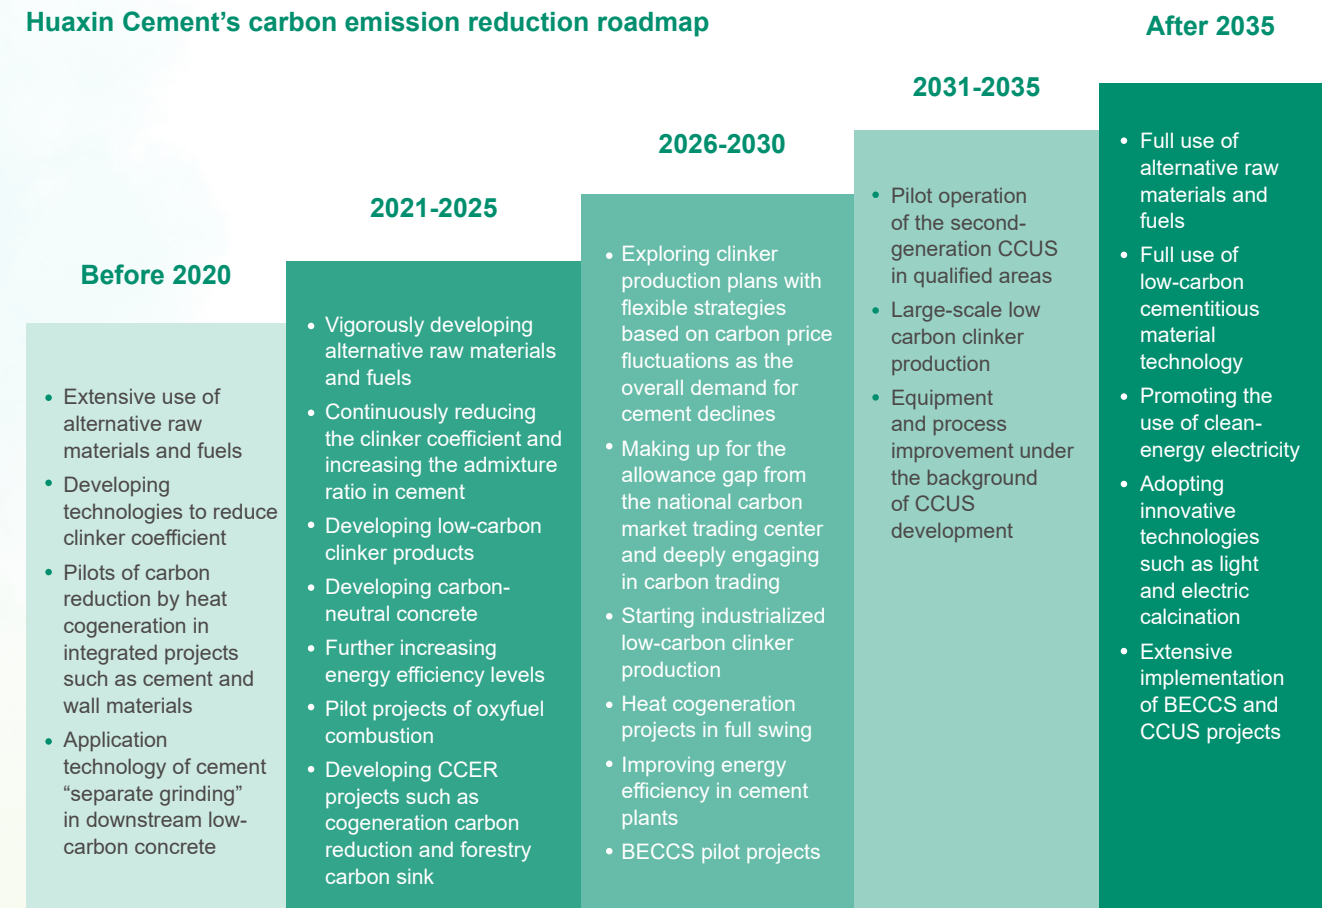 Huaxin Cement’s carbon emission reduction roadmap
Before 2020
• Extensive use of
alternative raw
materials and fuels
• Developing
technologies to reduce
clinker coefficient
• Pilots of carbon
reduction by heat
cogeneration in
integrated projects
such as cement and
wall materials
• Application
technology of cement
“separate grinding”
in downstream low-
carbon concrete
2021-2025
• Vigorously developing
alternative raw materials
and fuels
• Continuously reducing
the clinker coefficient and
increasing the admixture
ratio in cement
• Developing low-carbon
clinker products
• Developing carbon-
neutral concrete
• Further increasing
energy efficiency levels
• Pilot projects of oxyfuel
combustion
• Developing CCER
projects such as
cogeneration carbon
reduction and forestry
carbon sink
2026-2030
• Exploring clinker
production plans with
flexible strategies
based on carbon price
fluctuations as the
overall demand for
cement declines
• Making up for the
allowance gap from
the national carbon
market trading center
and deeply engaging
in carbon trading
• Starting industrialized
low-carbon clinker
production
• Heat cogeneration
projects in full swing
• Improving energy
efficiency in cement
plants
• BECCS pilot projects
2031-2035
• Pilot operation
of the second-
generation CCUS
in qualified areas
• Large-scale low
carbon clinker
production
• Equipment
and process
improvement under
the background
of CCUS
development
After 2035
• Full use of
alternative raw
materials and
fuels
• Full use of
low-carbon
cementitious
material
technology
• Promoting the
use of clean-
energy electricity
• Adopting
innovative
technologies
such as light
and electric
calcination
• Extensive
implementation
of BECCS and
CCUS projects